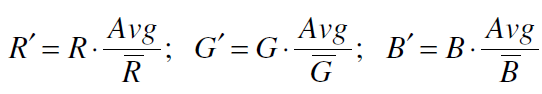 R′ = R · Avg / R̅ ;   G′ = G · Avg / G̅ ;   B′ = B · Avg / B̅